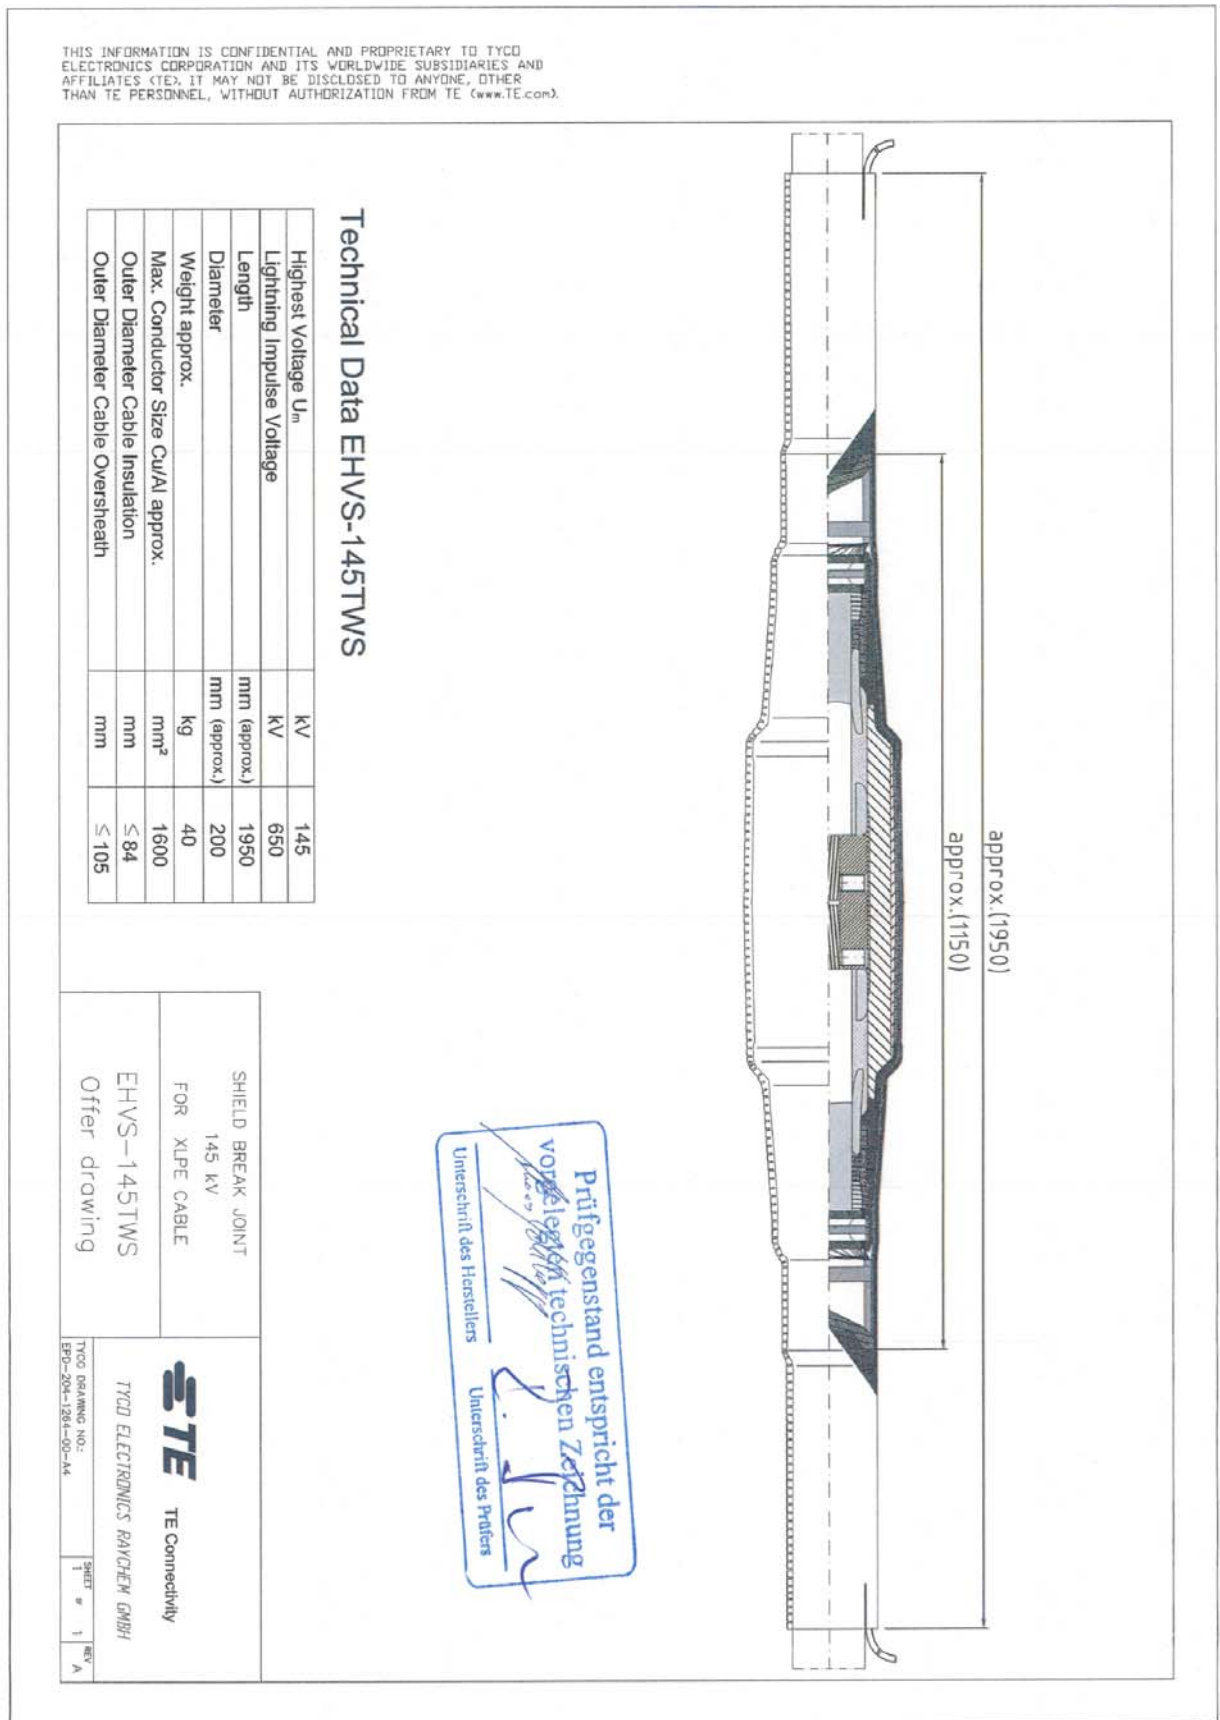 THIS INFORMATION IS CONFIDENTIAL AND PROPRIETARY TO TYCO
ELECTRONICS CORPORATION AND ITS WORLDWIDE SUBSIDIARIES AND
AFFILIATES (TE). IT MAY NOT BE DISCLOSED TO ANYONE, OTHER
THAN TE PERSONNEL, WITHOUT AUTHORIZATION FROM TE (www.TE.com).
approx.(1950)
approx.(1150)
Prüfgegenstand entspricht der
vorgelegten technischen Zeichnung
Unterschrift des Herstellers Unterschrift des Prüfers
Technical Data EHVS-145TWS
Highest Voltage Um kV 145
Lightning Impulse Voltage kV 650
Length mm (approx.) 1950
Diameter mm (approx.) 200
Weight approx. kg 40
Max. Conductor Size Cu/Al approx. mm² 1600
Outer Diameter Cable Insulation mm ≤ 84
Outer Diameter Cable Oversheath mm ≤ 105
SHIELD BREAK JOINT
145 kV
FOR XLPE CABLE
EHVS-145TWS
Offer drawing
TE TE Connectivity
TYCO ELECTRONICS RAYCHEM GMBH
TYCO DRAWING NO.:
EPD-204-1264-00-A4
SHEET OF
1 1
REV
A